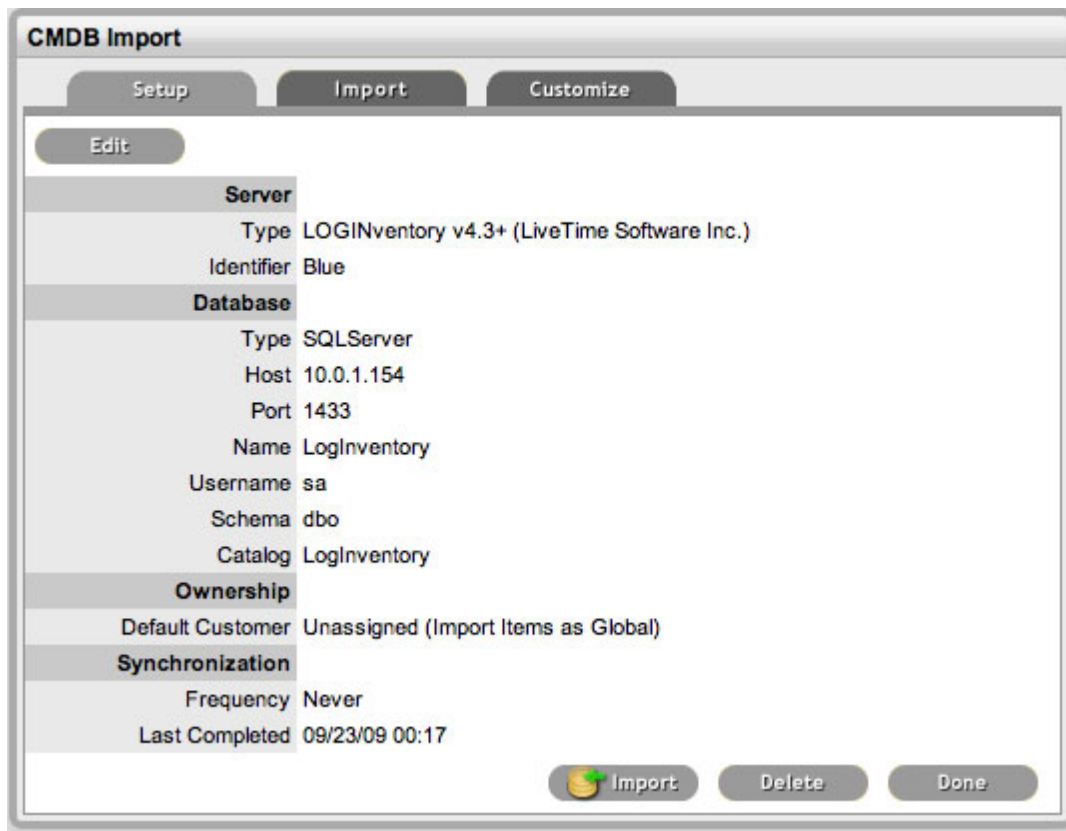 CMDB Import
Setup Import Customize
Edit
Server
Type LOGINventory v4.3+ (LiveTime Software Inc.)
Identifier Blue
Database
Type SQLServer
Host 10.0.1.154
Port 1433
Name LogInventory
Username sa
Schema dbo
Catalog LogInventory
Ownership
Default Customer Unassigned (Import Items as Global)
Synchronization
Frequency Never
Last Completed 09/23/09 00:17
Import Delete Done